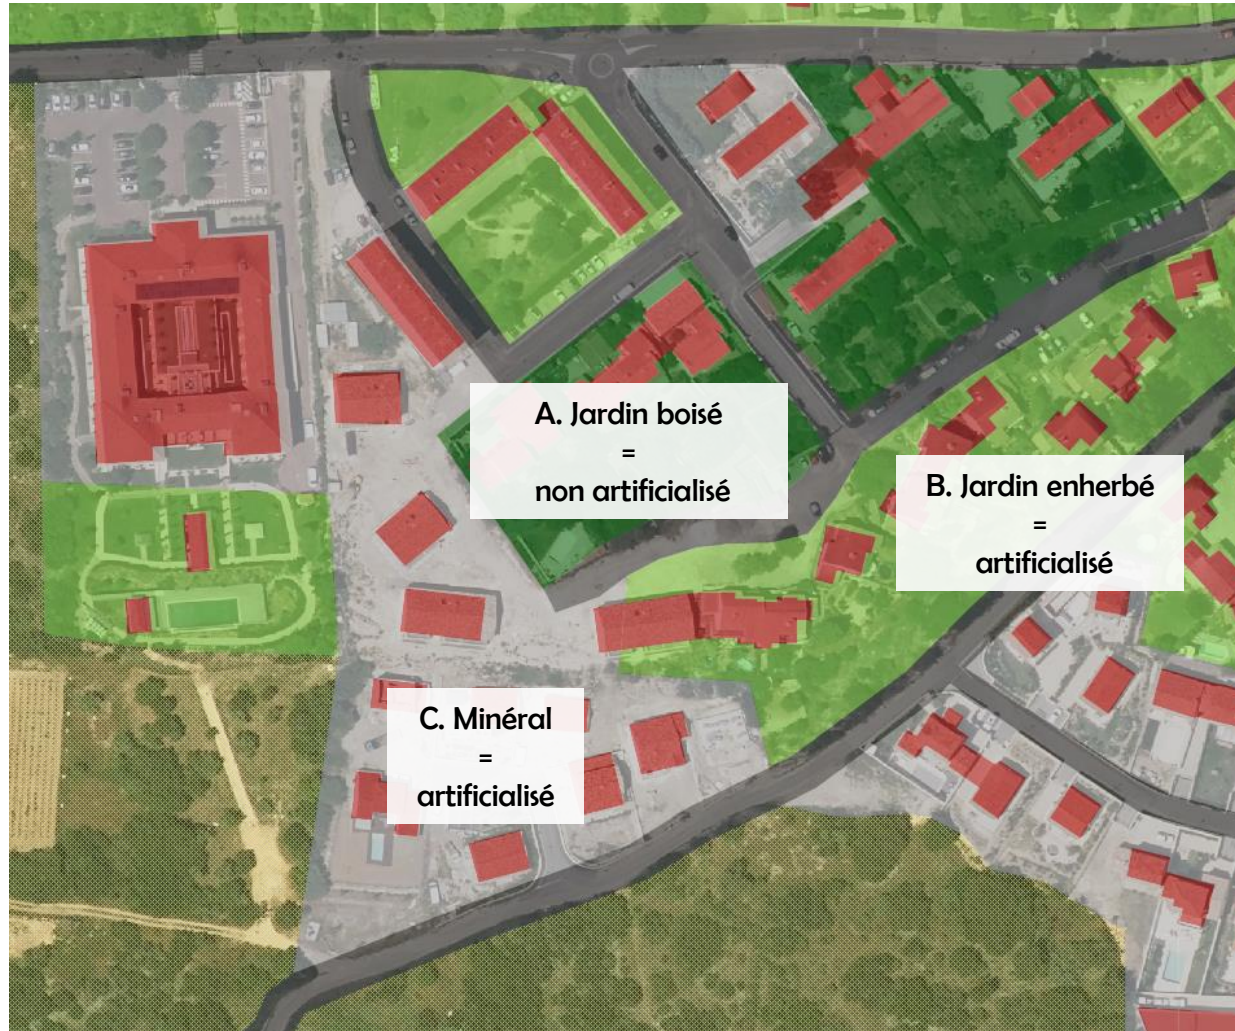 A. Jardin boisé
=
non artificialisé
B. Jardin enherbé
=
artificialisé
C. Minéral
=
artificialisé